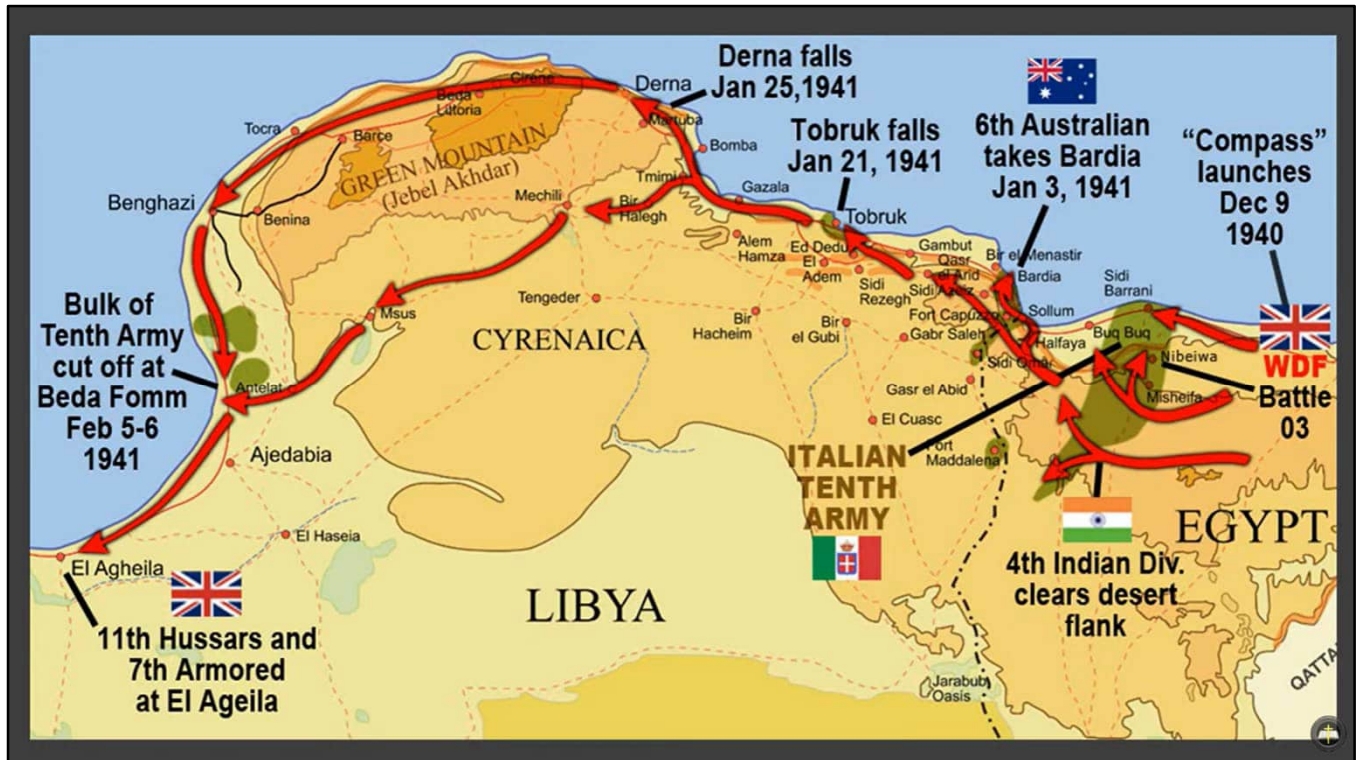 Derna falls
Jan 25,1941
Tobruk falls
Jan 21, 1941
6th Australian
takes Bardia
Jan 3, 1941
“Compass”
launches
Dec 9
1940
WDF
Battle
03
Cirene
Derna
Beda
Littoria
Martuba
Tocra
Barce
Bomba
GREEN MOUNTAIN
(Jebel Akhdar)
Tmimi
Gazala
Benghazi
Benina
Mechili
Bir
Halegh
Tobruk
Alem
Hamza
Ed Dedu
El
Adem
Sidi
Rezegh
Gambut
Qasr
el Arid
Sidi Azeiz
Bir el Menastir
Bardia
Fort Capuzzo
Sollum
Gabr Saleh
Halfaya
Sidi Omar
Sidi
Barrani
Buq Buq
Nibeiwa
Misheifa
Bulk of
Tenth Army
cut off at
Beda Fomm
Feb 5-6
1941
Msus
Tengeder
CYRENAICA
Bir
Hacheim
Bir
el Gubi
Gasr el Abid
El Cuasc
Fort
Maddalena
Antelat
Ajedabia
ITALIAN
TENTH
ARMY
EGYPT
4th Indian Div.
clears desert
flank
El Haseia
El Agheila
LIBYA
11th Hussars and
7th Armored
at El Ageila
Jarabub
Oasis
QATTA